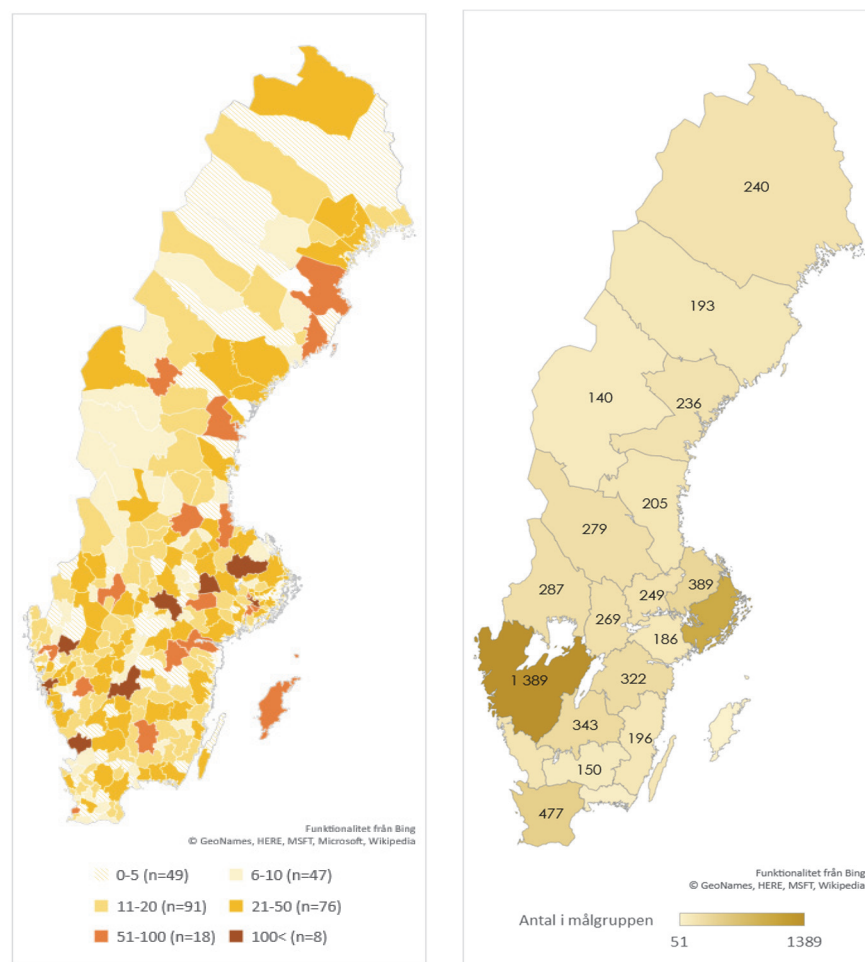 Funktionalitet från Bing
© GeoNames, HERE, MSFT, Microsoft, Wikipedia
0-5 (n=49)
6-10 (n=47)
11-20 (n=91)
21-50 (n=76)
51-100 (n=18)
100< (n=8)
240
193
140
236
205
279
389
287
249
269
186
1 389
322
343
196
150
477
Funktionalitet från Bing
© GeoNames, HERE, MSFT, Wikipedia
Antal i målgruppen
51
1389